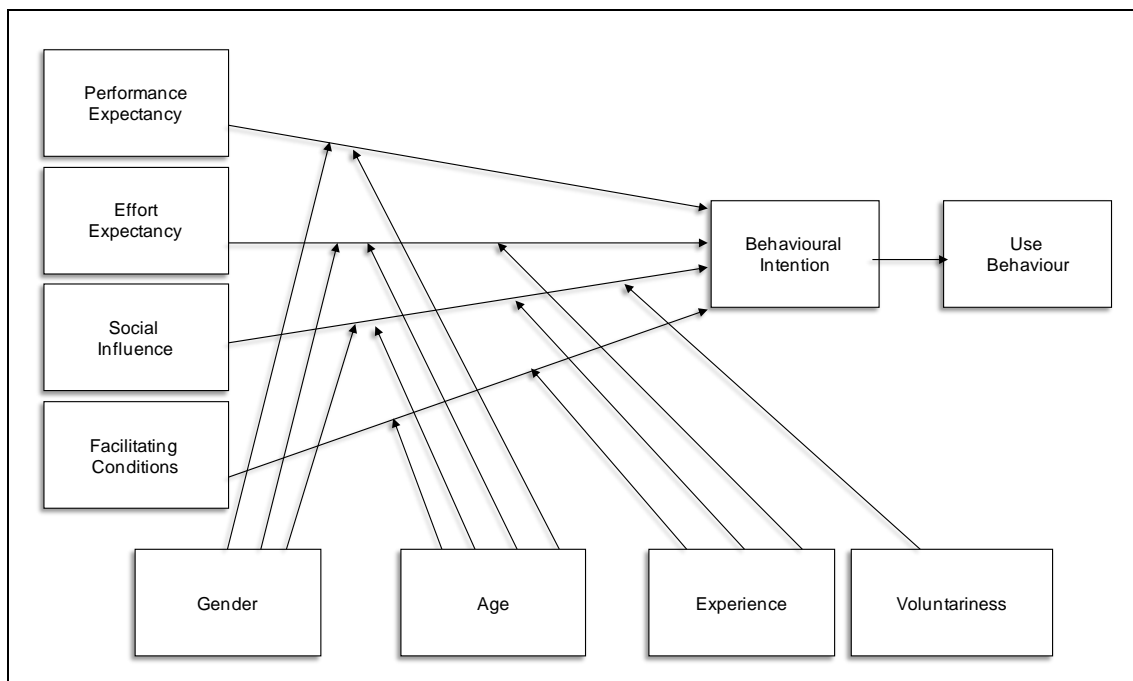 Performance
Expectancy
Effort
Expectancy
Social
Influence
Facilitating
Conditions
Behavioural
Intention
Use
Behaviour
Gender
Age
Experience
Voluntariness